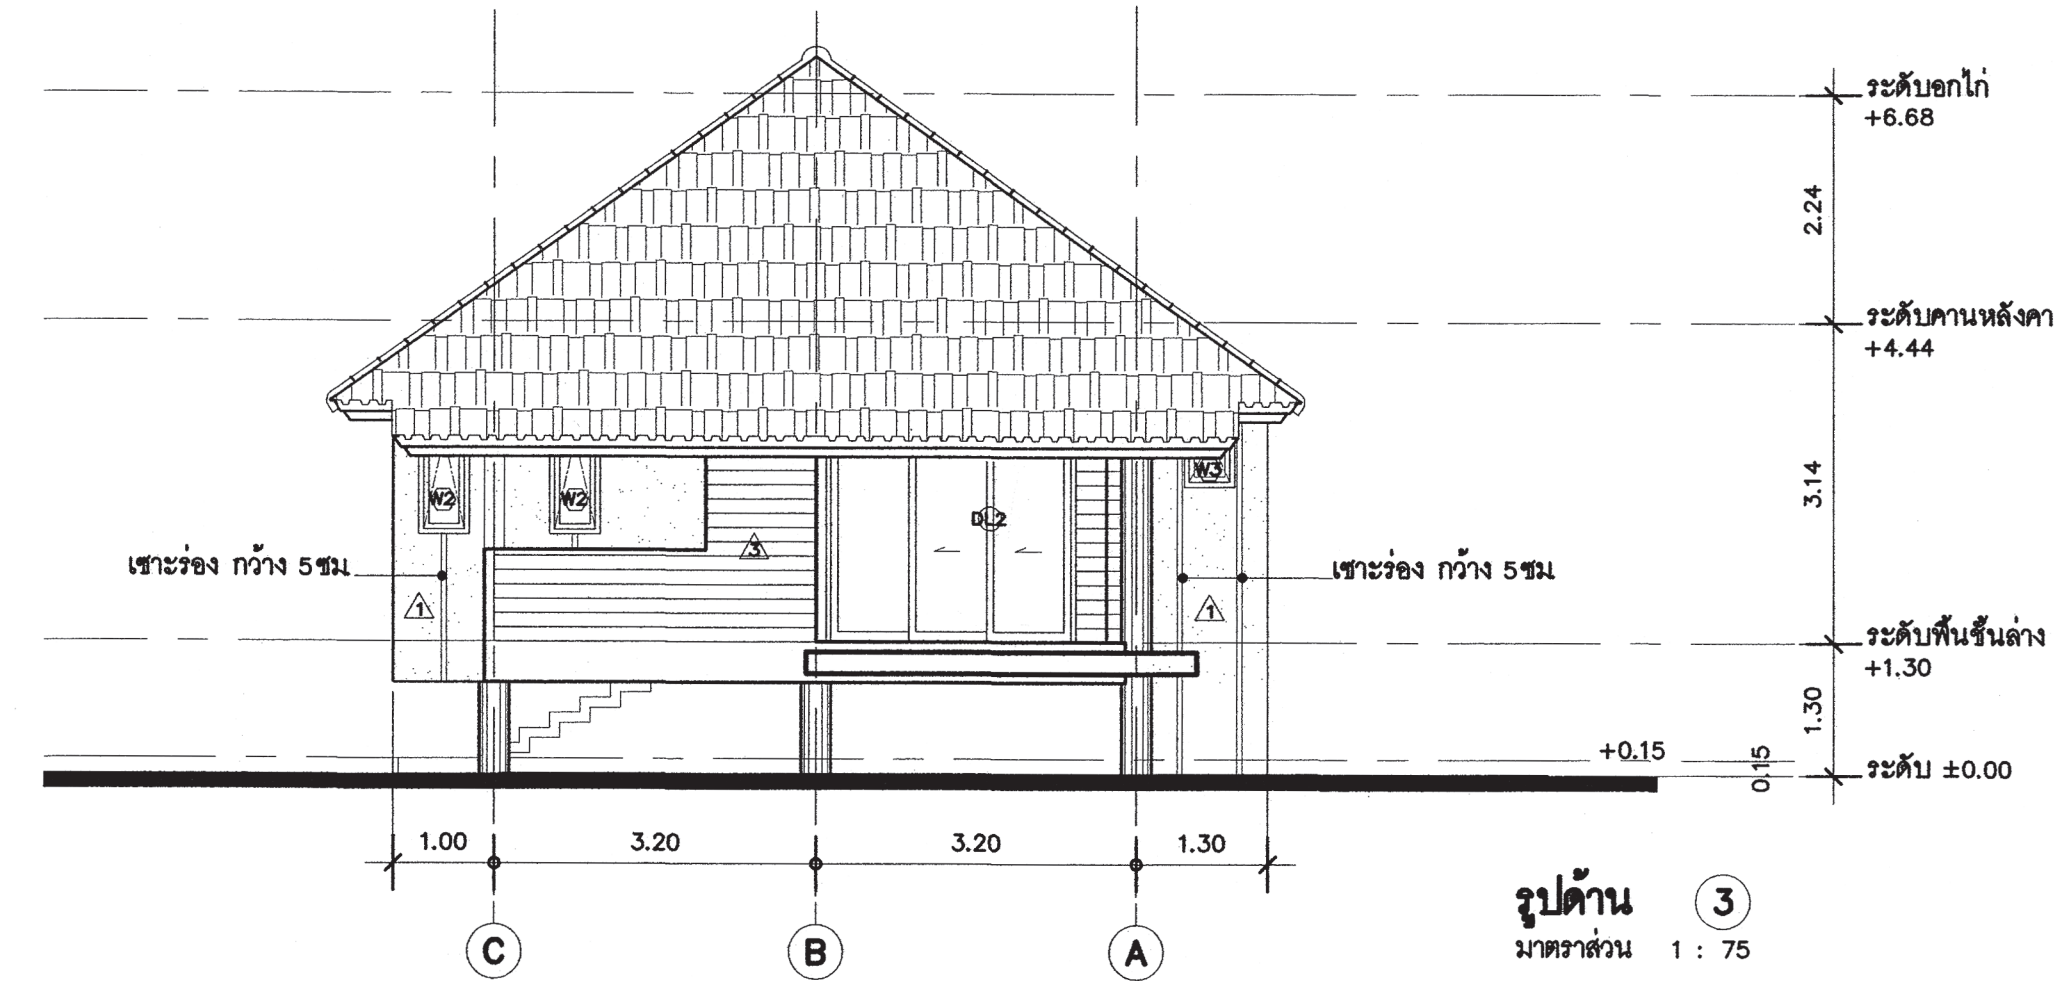 ระดับอกไก่
+6.68
2.24
ระดับคานหลังคา
+4.44
3.14
W2
W2
W3
DL2
3
เซาะร่อง กว้าง 5ซม.
เซาะร่อง กว้าง 5ซม.
1
1
ระดับพื้นชั้นล่าง
+1.30
1.30
+0.15
0.15
ระดับ ±0.00
1.00
3.20
3.20
1.30
C
B
A
รูปด้าน 3
มาตราส่วน 1 : 75